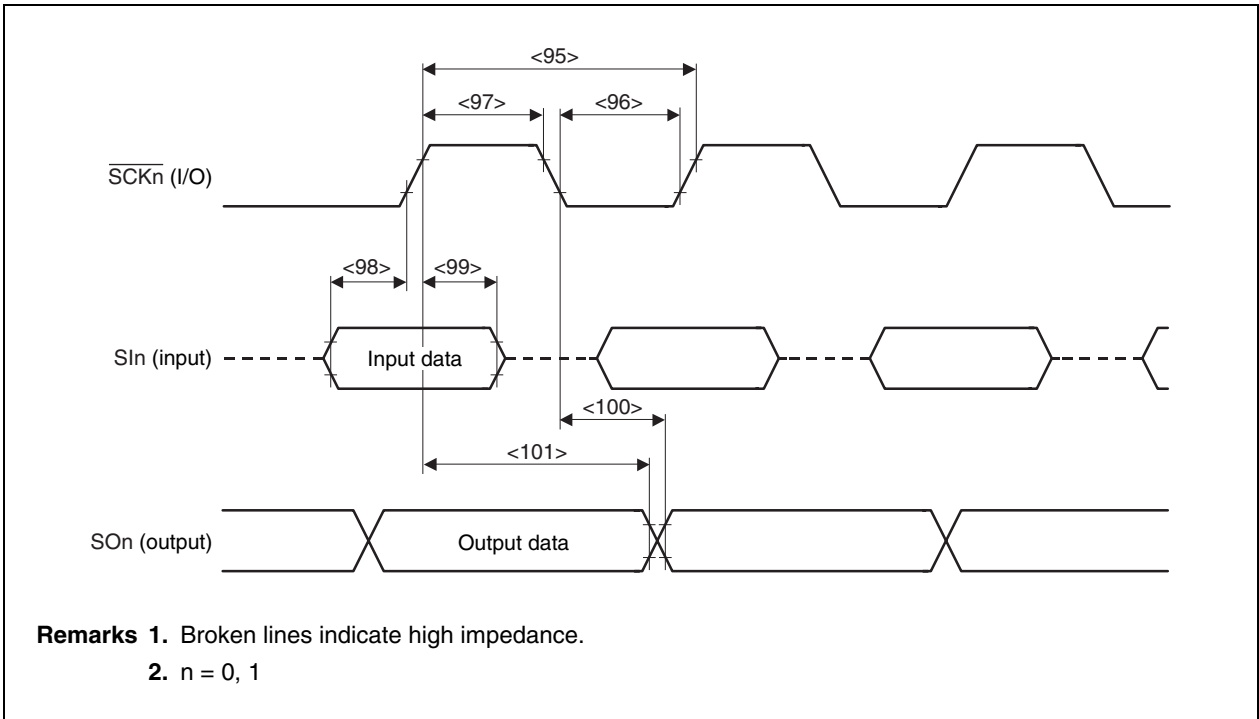 <95>
<97> <96>
SCKn (I/O)
<98> <99>
SIn (input) Input data
<100>
<101>
SOn (output) Output data
Remarks 1. Broken lines indicate high impedance.
2. n = 0, 1